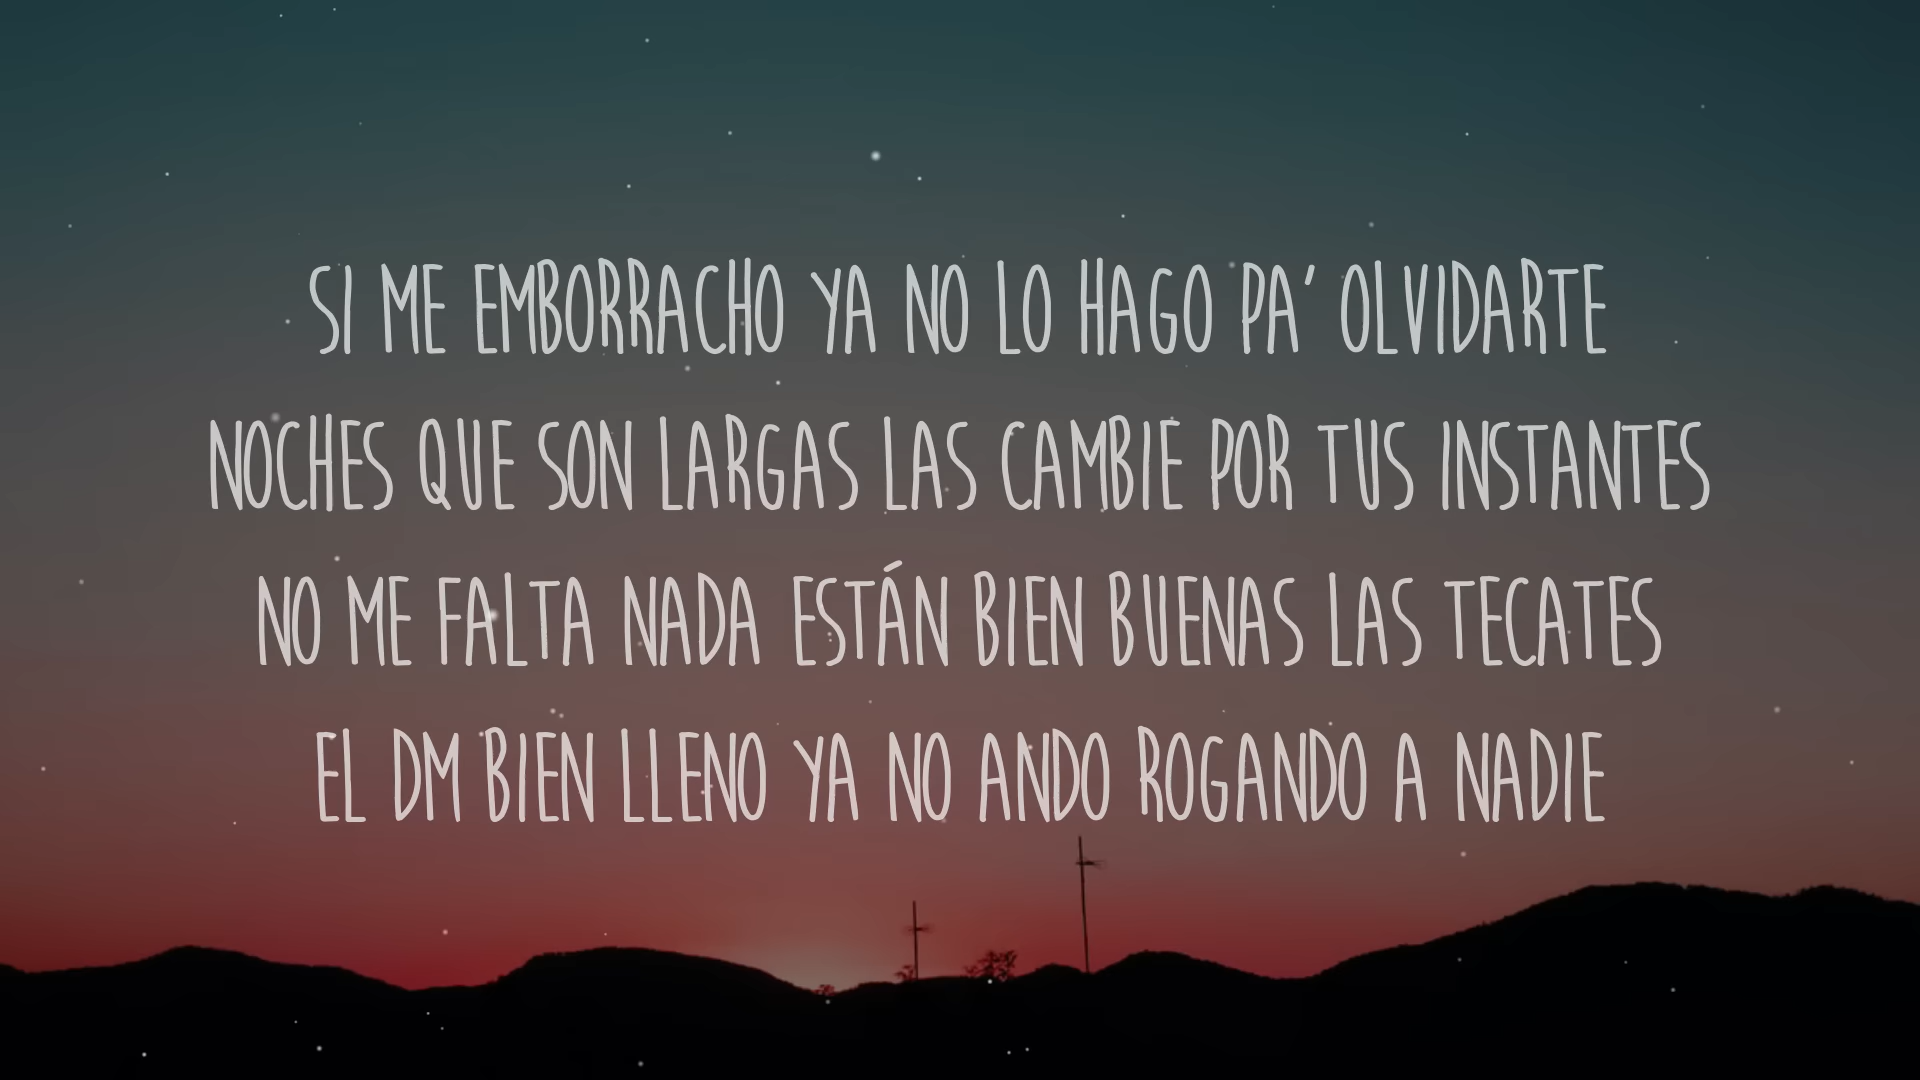 SI ME EMBORRACHO YA NO LO HAGO PA' OLVIDARTE
NOCHES QUE SON LARGAS LAS CAMBIE POR TUS INSTANTES
NO ME FALTA NADA ESTÁN BIEN BUENAS LAS TECATES
EL DM BIEN LLENO YA NO ANDO ROGANDO A NADIE